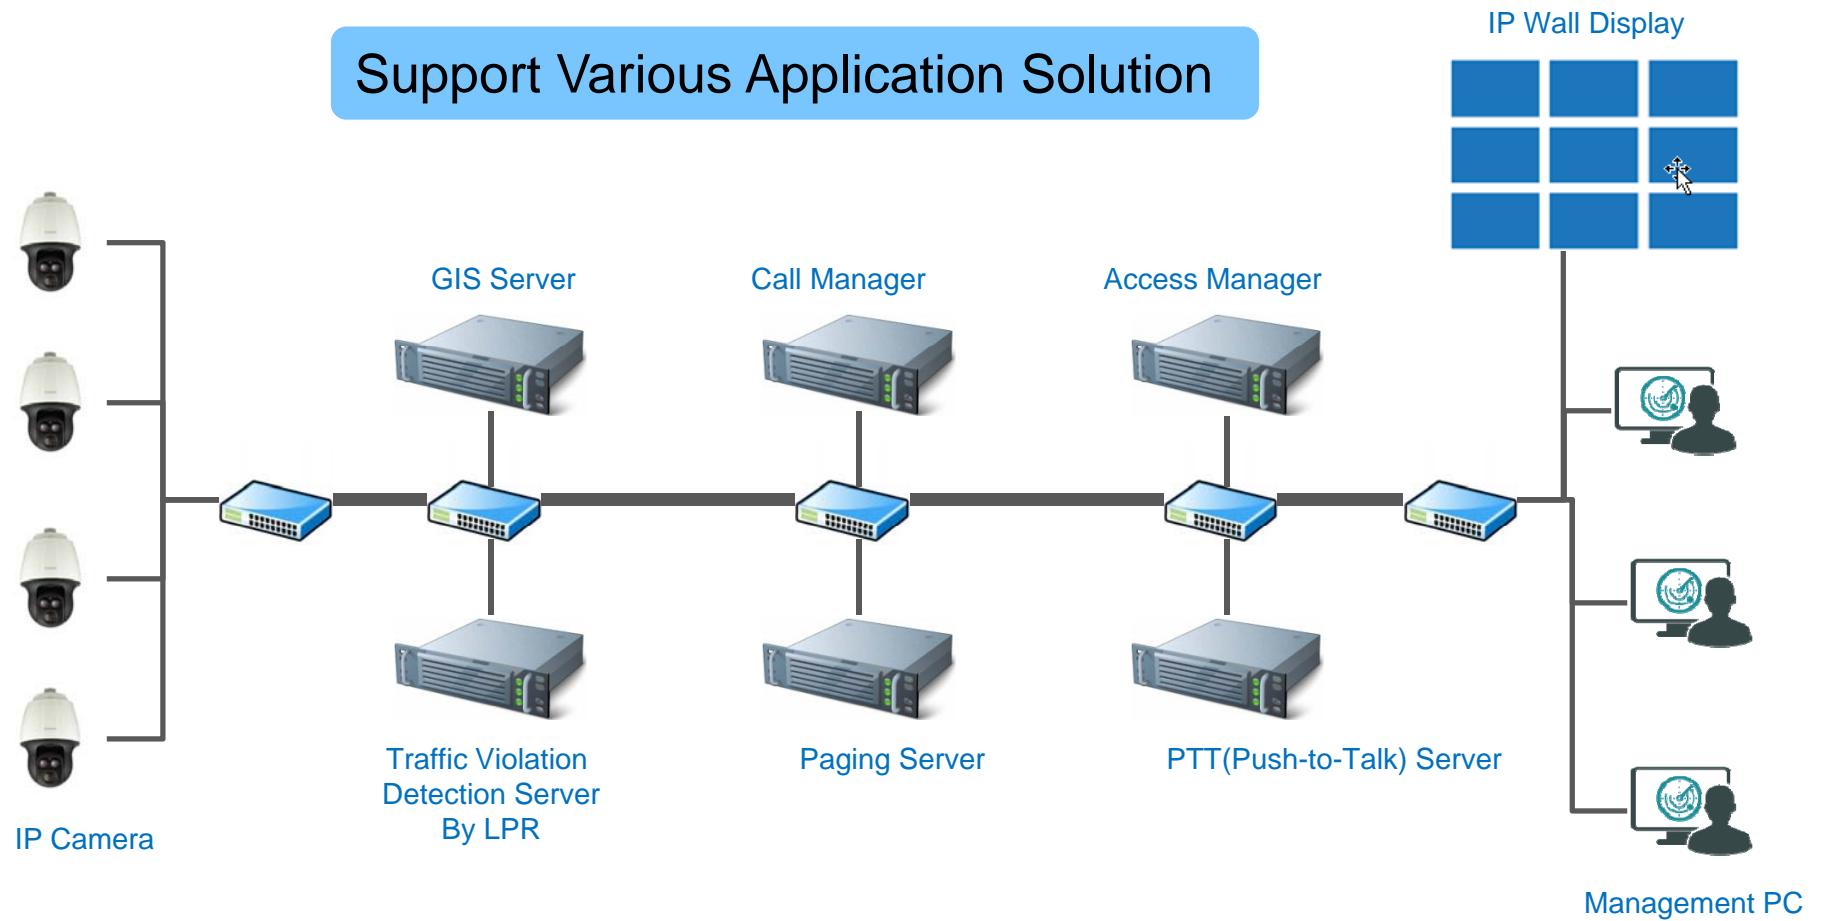 IP Wall Display
Support Various Application Solution
GIS Server
Call Manager
Access Manager
Traffic Violation
Detection Server
By LPR
Paging Server
PTT(Push-to-Talk) Server
IP Camera
Management PC